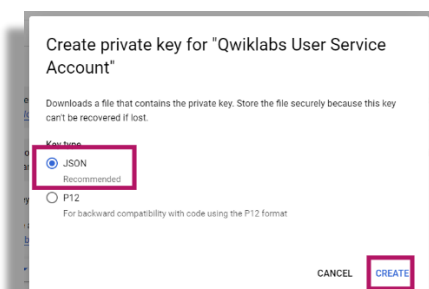 Create private key for "Qwiklabs User Service
Account"
Downloads a file that contains the private key. Store the file securely because this key
can't be recovered if lost.
Key type
JSON
Recommended
P12
For backward compatibility with code using the P12 format
CANCEL
CREATE